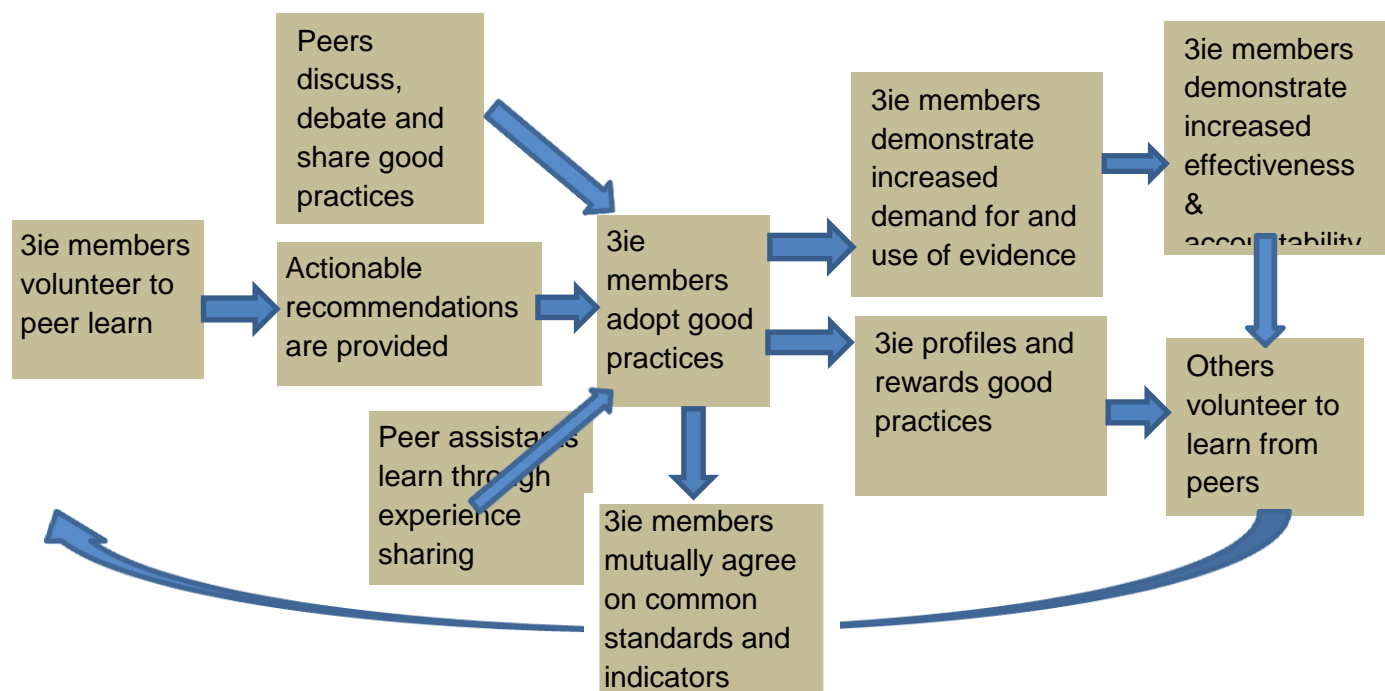 3ie members
volunteer to
peer learn
Peers
discuss,
debate and
share good
practices
Actionable
recommendations
are provided
Peer assistants
learn through
experience
sharing
3ie
members
adopt good
practices
3ie members
mutually agree
on common
standards and
indicators
3ie members
demonstrate
increased
demand for and
use of evidence
3ie profiles and
rewards good
practices
3ie members
demonstrate
increased
effectiveness
&
accountability
Others
volunteer to
learn from
peers